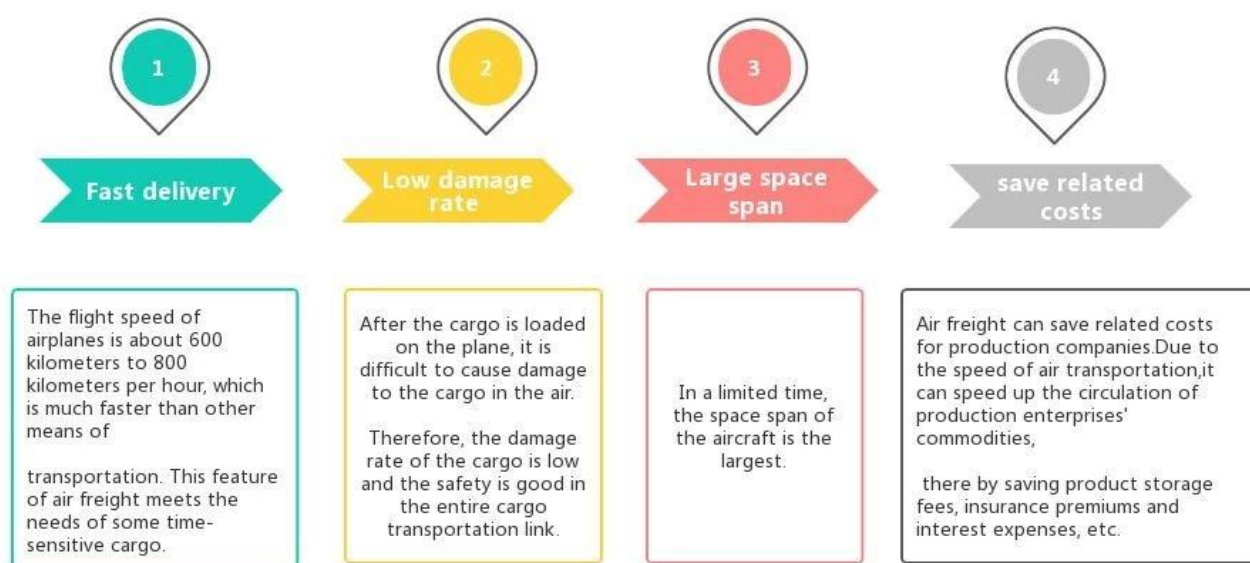 1
Fast delivery
The flight speed of
airplanes is about 600
kilometers to 800
kilometers per hour, which
is much faster than other
means of
transportation. This feature
of air freight meets the
needs of some time-
sensitive cargo.
2
Low damage
rate
After the cargo is loaded
on the plane, it is
difficult to cause damage
to the cargo in the air.
Therefore, the damage
rate of the cargo is low
and the safety is good in
the entire cargo
transportation link.
3
Large space
span
In a limited time,
the space span of
the aircraft is the
largest.
4
save related
costs
Air freight can save related costs
for production companies.Due to
the speed of air transportation,it
can speed up the circulation of
production enterprises'
commodities,
there by saving product storage
fees, insurance premiums and
interest expenses, etc.